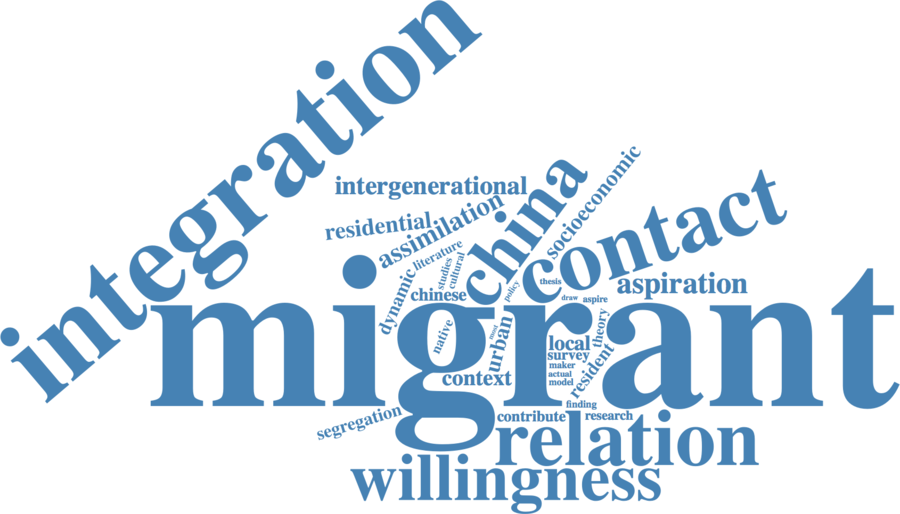 integration
intergenerational
china
socioeconomic
residential
assimilation
contact
literature
studies
cultural
dynamic
chinese
policy
thesis
aspiration
draw
aspire
migrant
native
most
urban
theory
local
survey
resident
maker
actual
model
context
finding
segregation
contribute
research
relation
willingness